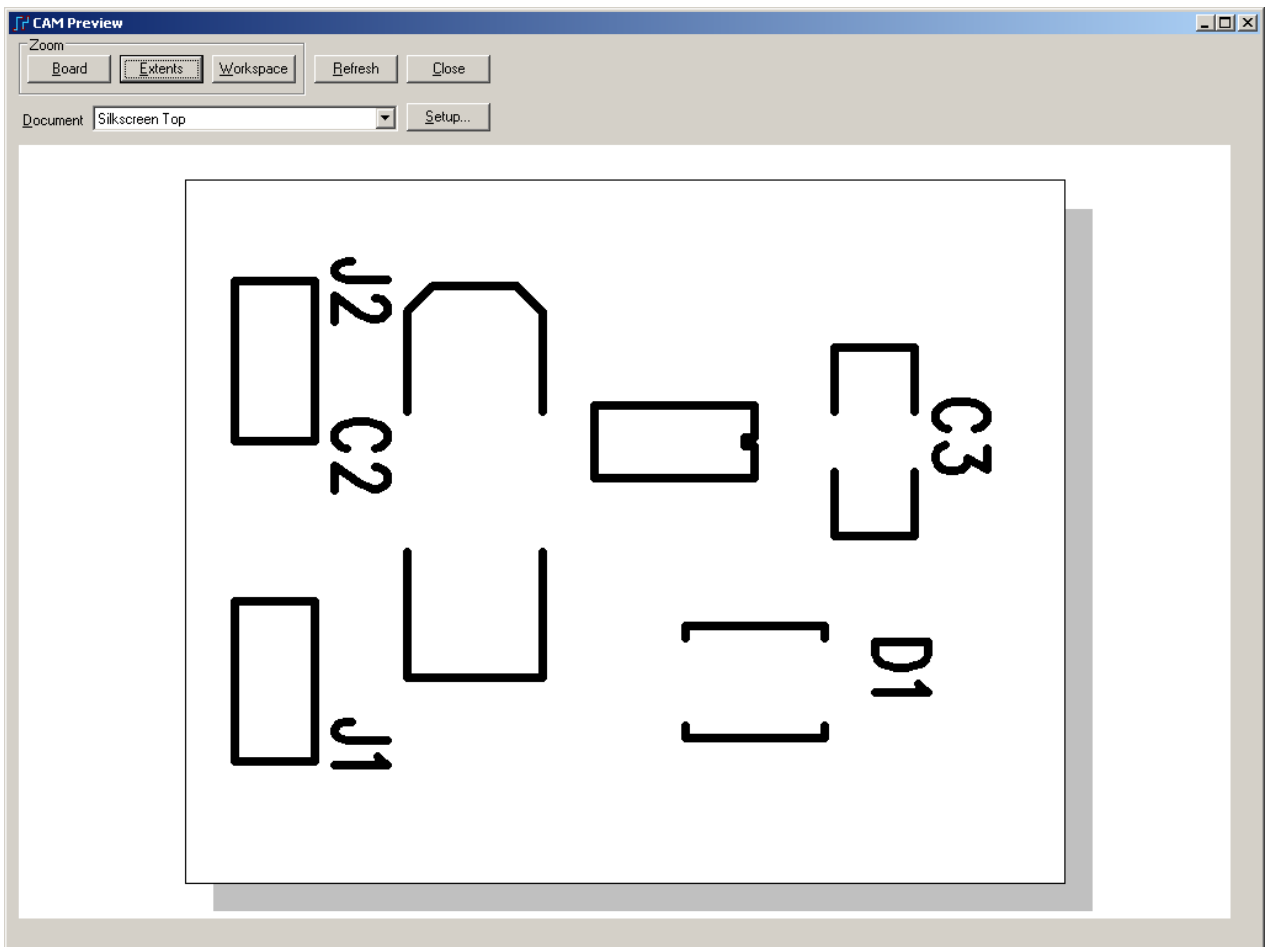 CAM Preview
Zoom
Board Extents Workspace Refresh Close
Document Silkscreen Top Setup...
J2
C2
C3
D1
J1